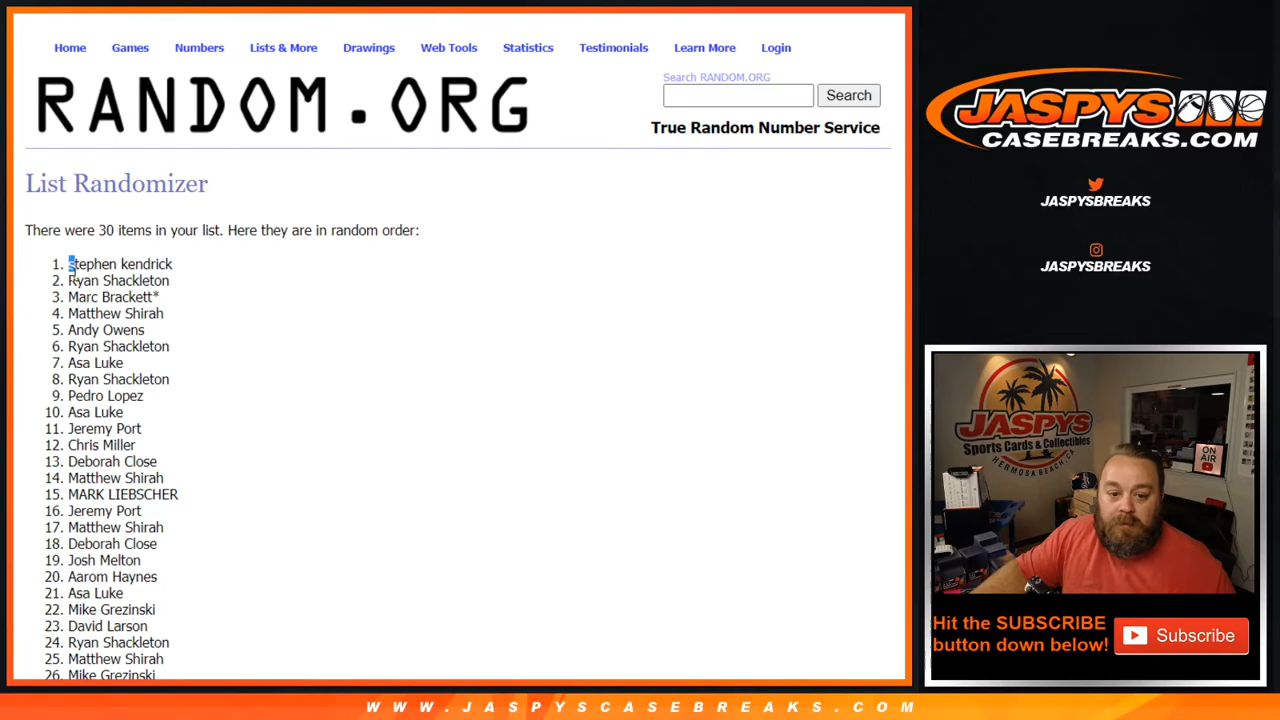 Home Games Numbers Lists & More Drawings Web Tools Statistics Testimonials Learn More Login
RANDOM.ORG
Search RANDOM.ORG
Search
True Random Number Service
List Randomizer
There were 30 items in your list. Here they are in random order:
1. stephen kendrick
2. Ryan Shackleton
3. Marc Brackett*
4. Matthew Shirah
5. Andy Owens
6. Ryan Shackleton
7. Asa Luke
8. Ryan Shackleton
9. Pedro Lopez
10. Asa Luke
11. Jeremy Port
12. Chris Miller
13. Deborah Close
14. Matthew Shirah
15. MARK LIEBSCHER
16. Jeremy Port
17. Matthew Shirah
18. Deborah Close
19. Josh Melton
20. Aarom Haynes
21. Asa Luke
22. Mike Grezinski
23. David Larson
24. Ryan Shackleton
25. Matthew Shirah
26. Mike Grezinski
JASPYS
CASEBREAKS.COM
JASPYSBREAKS
JASPYSBREAKS
JASPYS
Sports Cards & Collectibles
HERMOSA BEACH, CA
ON AIR
Hit the SUBSCRIBE
button down below!
Subscribe
WWW.JASPYSCASEBREAKS.COM